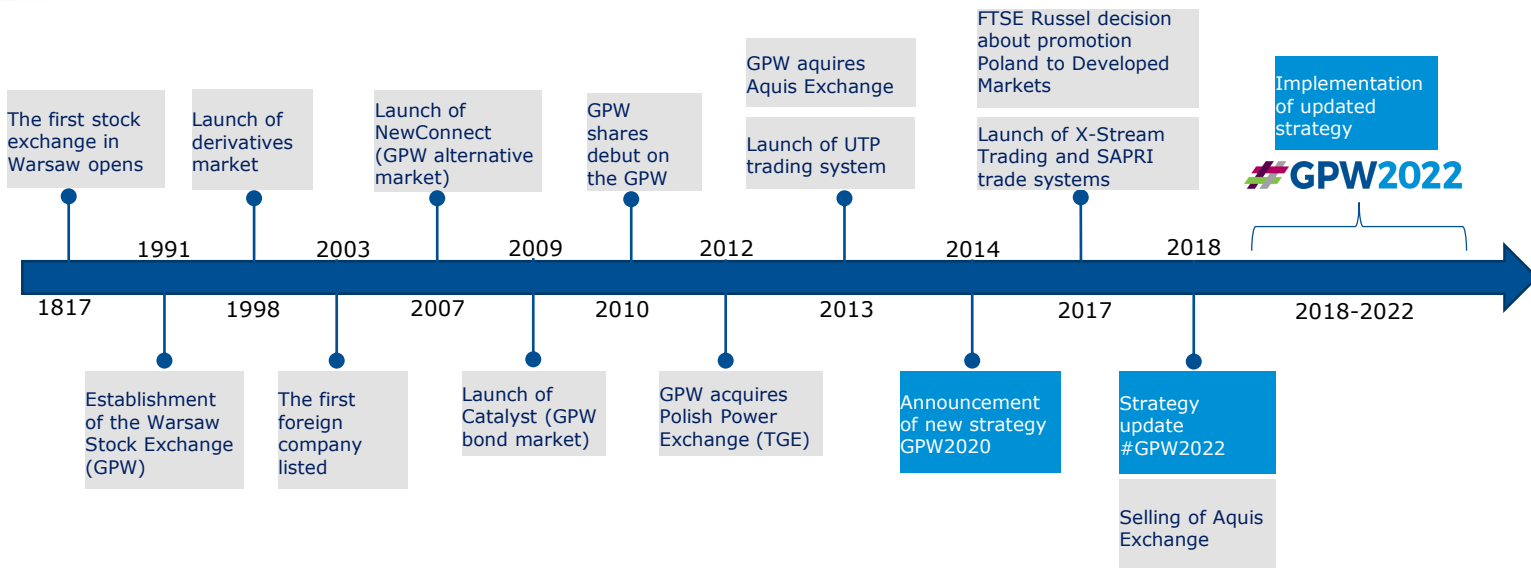 The first stock
exchange in
Warsaw opens
Launch of
derivatives
market
Launch of
NewConnect
(GPW alternative
market)
GPW
shares
debut on
the GPW
GPW aquires
Aquis Exchange
Launch of UTP
trading system
FTSE Russel decision
about promotion
Poland to Developed
Markets
Launch of X-Stream
Trading and SAPRI
trade systems
Implementation
of updated
strategy
#GPW2022
1991
2003
2009
2012
2014
2018
1817
1998
2007
2010
2013
2017
2018-2022
Establishment
of the Warsaw
Stock Exchange
(GPW)
The first
foreign
company
listed
Launch of
Catalyst (GPW
bond market)
GPW acquires
Polish Power
Exchange (TGE)
Announcement
of new strategy
GPW2020
Strategy
update
#GPW2022
Selling of Aquis
Exchange